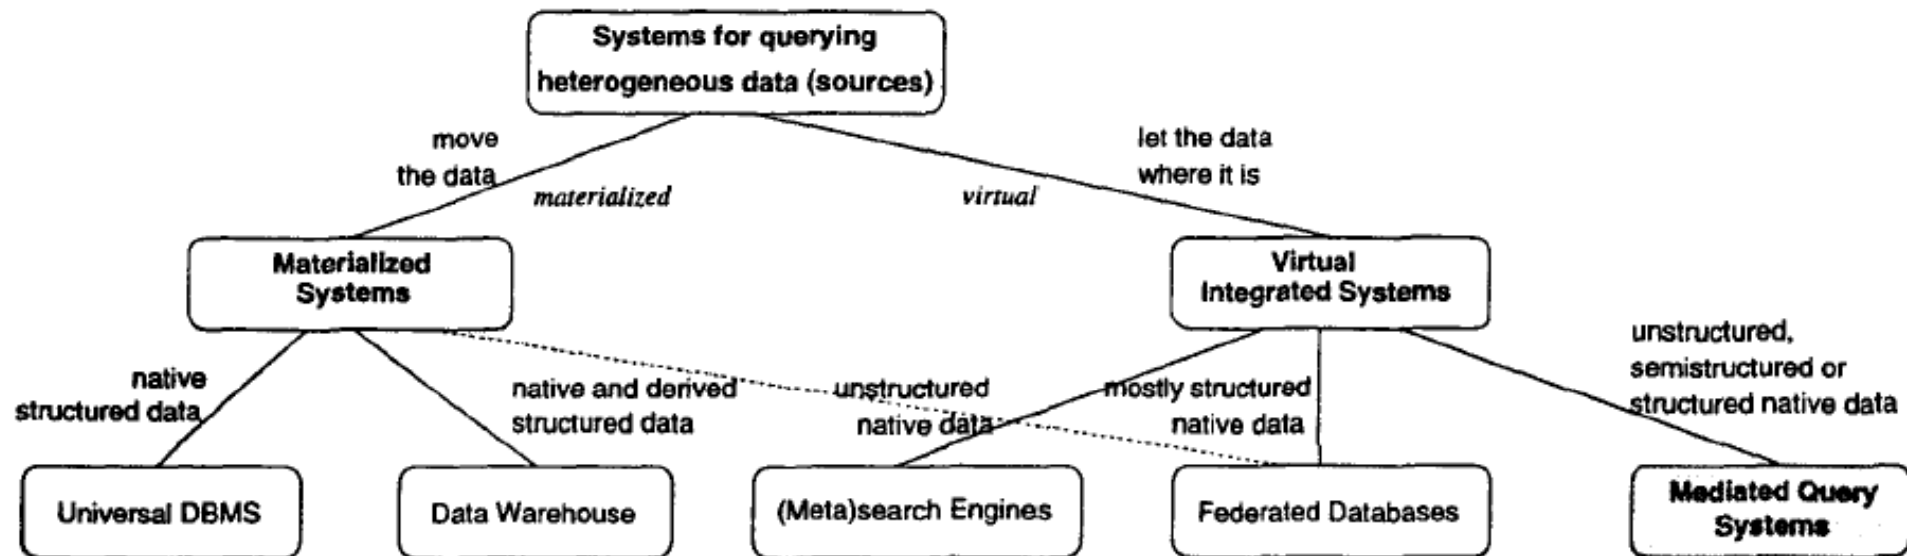 Systems for querying
heterogeneous data (sources)
move
the data
materialized
virtual
let the data
where it is
Materialized
Systems
Virtual
Integrated Systems
native
structured data
native and derived
structured data
unstructured
native data
mostly structured
native data
unstructured,
semistructured or
structured native data
Universal DBMS
Data Warehouse
(Meta)search Engines
Federated Databases
Mediated Query
Systems